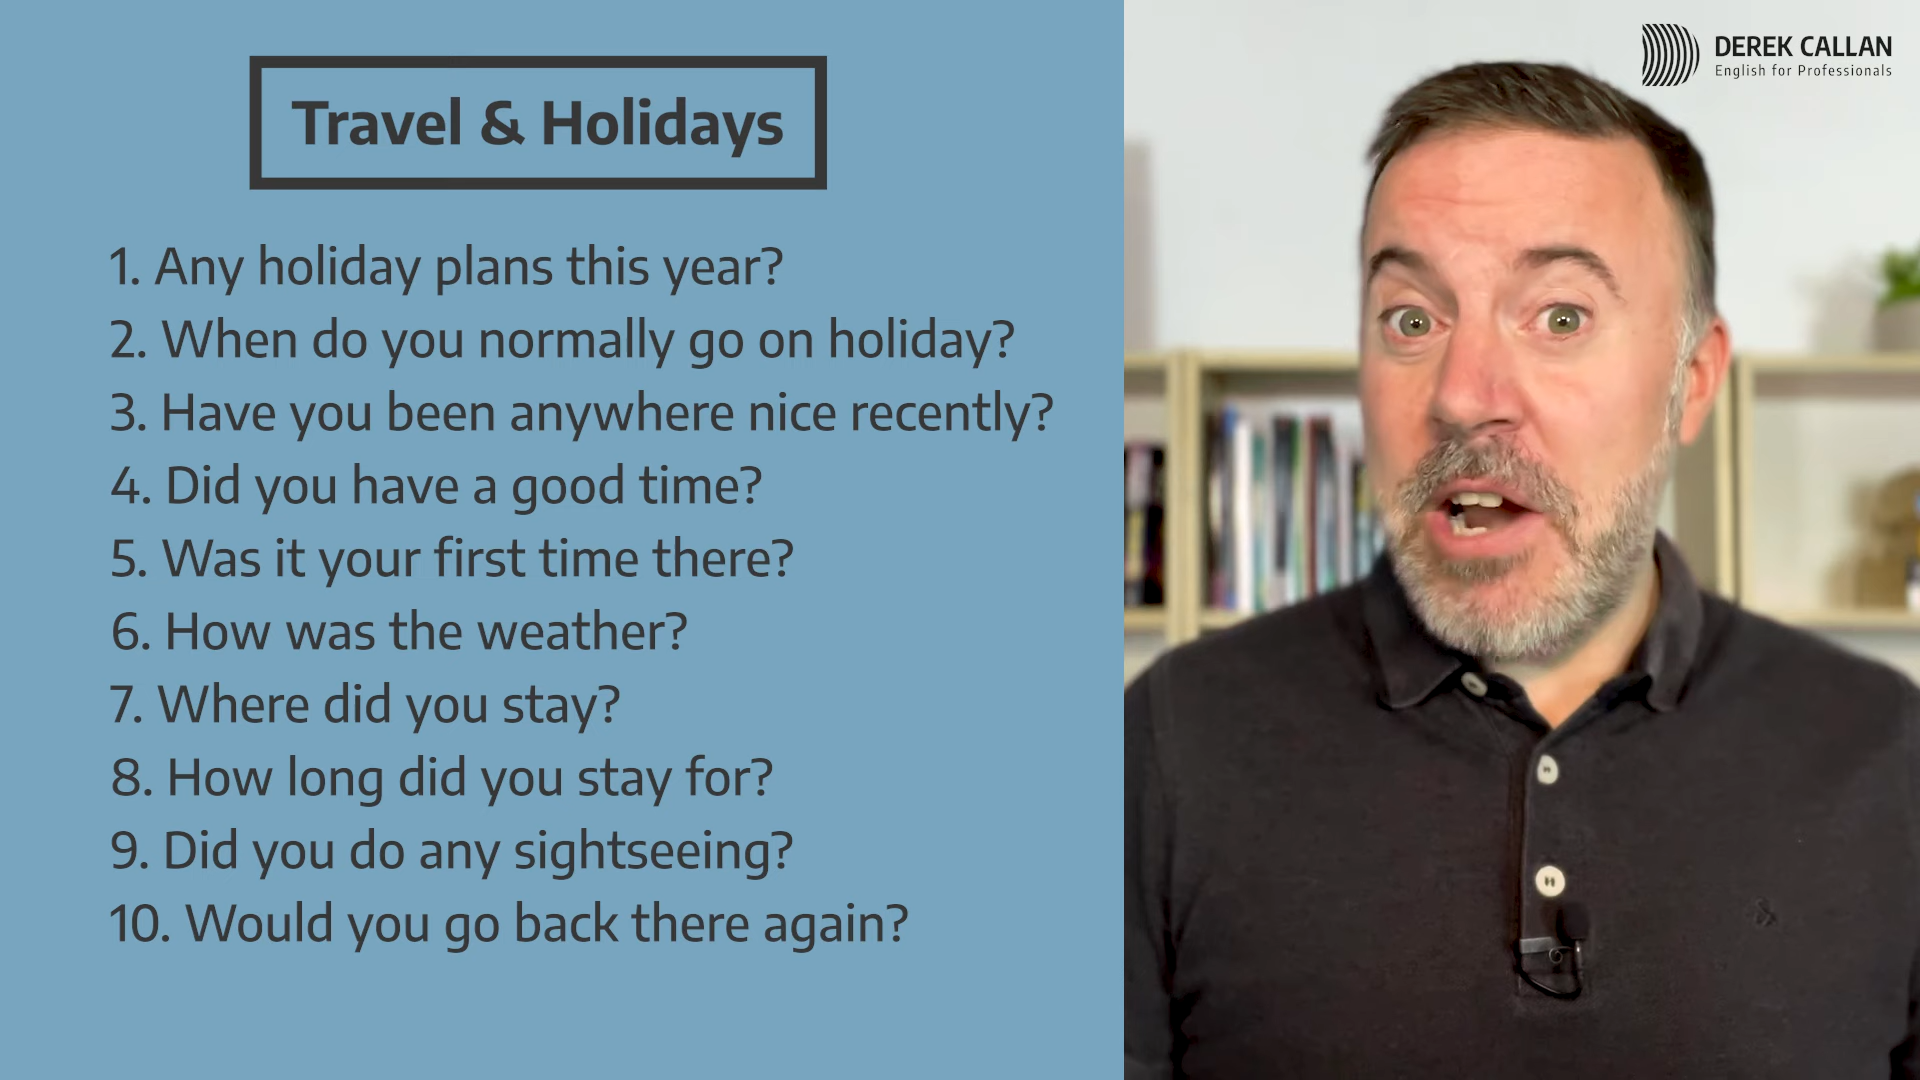 Travel & Holidays
1. Any holiday plans this year?
2. When do you normally go on holiday?
3. Have you been anywhere nice recently?
4. Did you have a good time?
5. Was it your first time there?
6. How was the weather?
7. Where did you stay?
8. How long did you stay for?
9. Did you do any sightseeing?
10. Would you go back there again?
DEREK CALLAN
English for Professionals